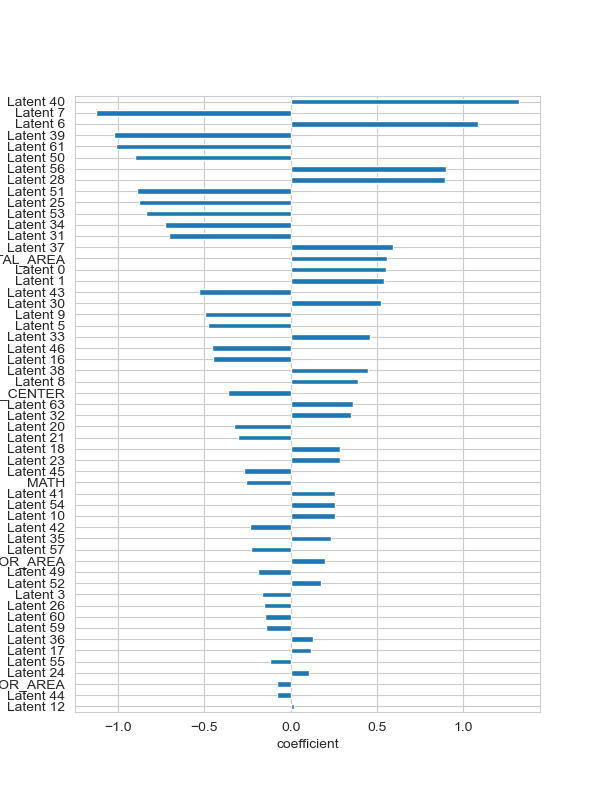 Latent 40
Latent 7
Latent 6
Latent 39
Latent 61
Latent 50
Latent 56
Latent 28
Latent 51
Latent 25
Latent 53
Latent 34
Latent 31
Latent 37
TAL_AREA
Latent 0
Latent 1
Latent 43
Latent 30
Latent 9
Latent 5
Latent 33
Latent 46
Latent 16
Latent 38
Latent 8
_CENTER
Latent 63
Latent 32
Latent 20
Latent 21
Latent 18
Latent 23
Latent 45
MATH
Latent 41
Latent 54
Latent 10
Latent 42
Latent 35
Latent 57
OR_AREA
Latent 49
Latent 52
Latent 3
Latent 26
Latent 60
Latent 59
Latent 36
Latent 17
Latent 55
Latent 24
OR_AREA
Latent 44
Latent 12
−1.0 −0.5 0.0 0.5 1.0
coefficient